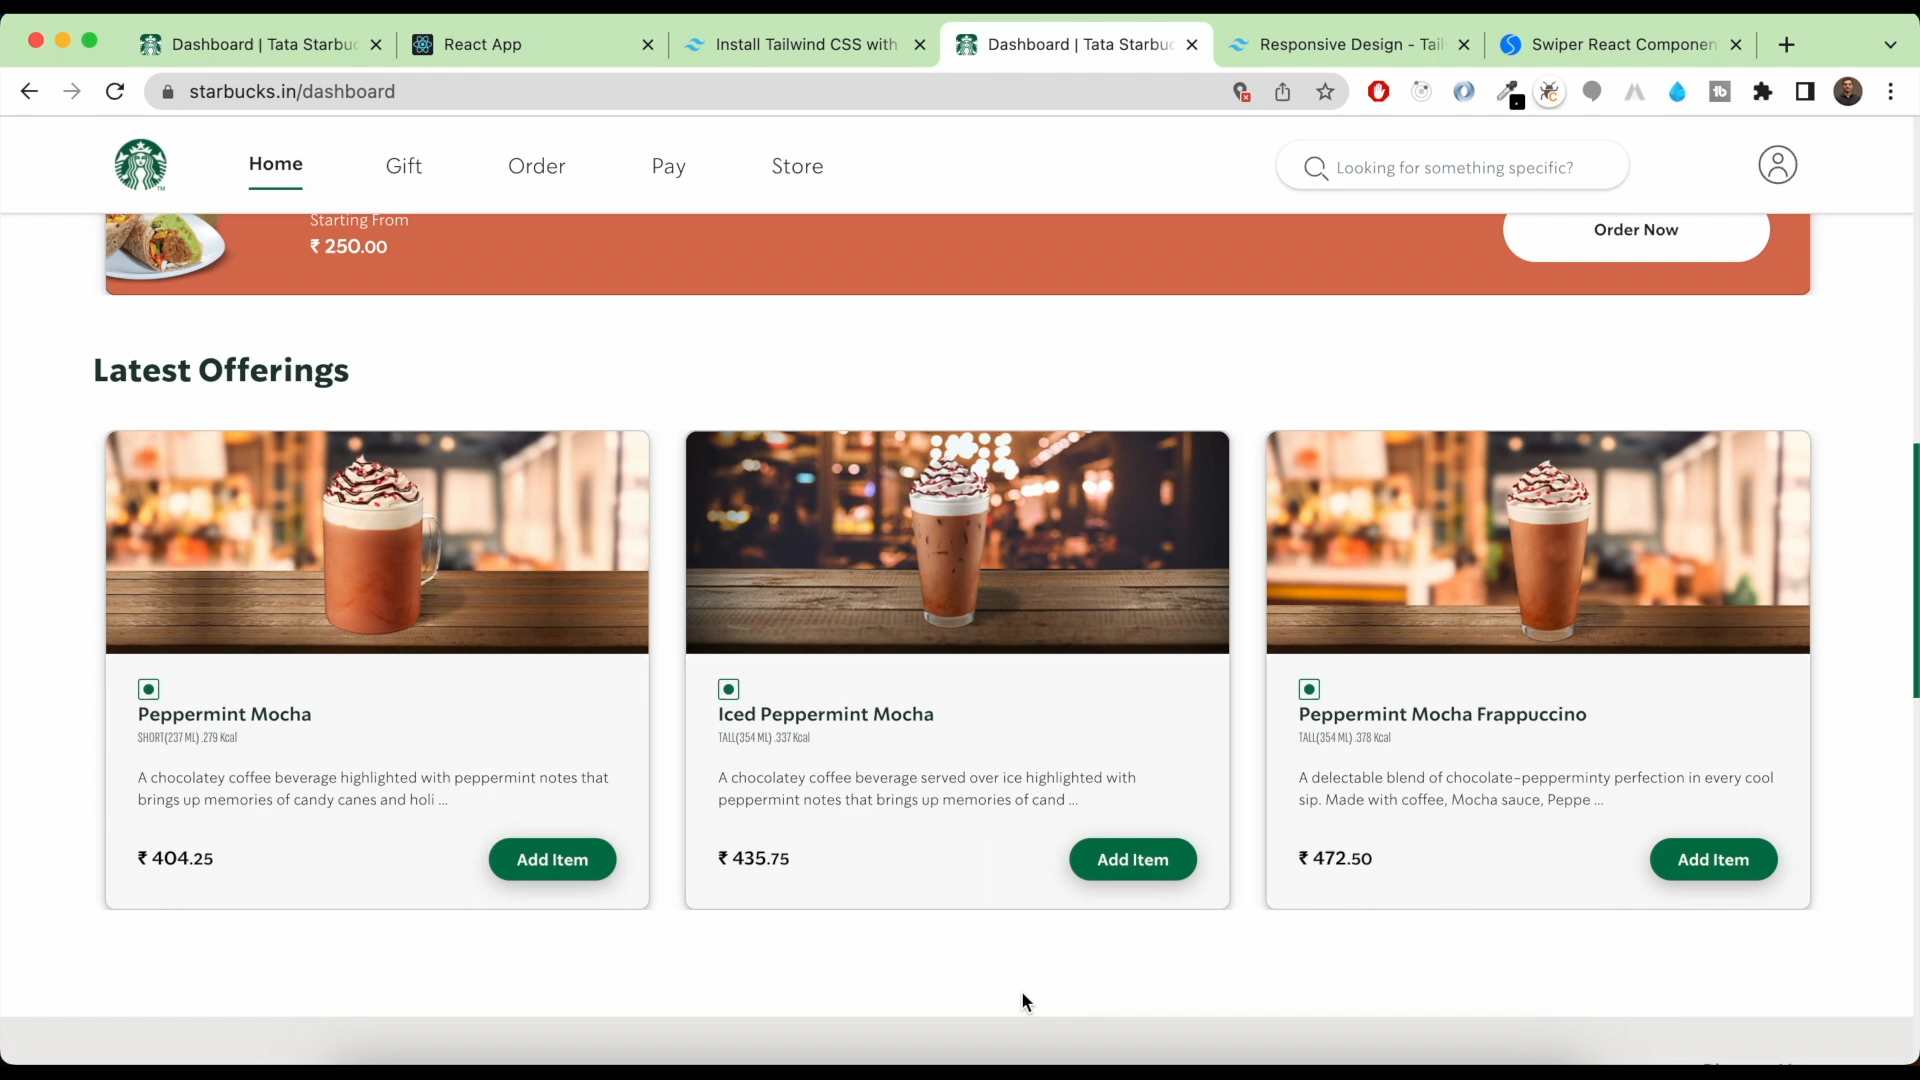 Dashboard | Tata Starbuc
React App
Install Tailwind CSS with
Dashboard | Tata Starbuc
Responsive Design - Tail
Swiper React Componen
starbucks.in/dashboard
Home
Gift
Order
Pay
Store
Looking for something specific?
Starting From
₹ 250.00
Order Now
Latest Offerings
Peppermint Mocha
SHORT(237 ML) .279 Kcal
A chocolatey coffee beverage highlighted with peppermint notes that
brings up memories of candy canes and holi ...
₹ 404.25
Add Item
Iced Peppermint Mocha
TALL(354 ML) .337 Kcal
A chocolatey coffee beverage served over ice highlighted with
peppermint notes that brings up memories of cand ...
₹ 435.75
Add Item
Peppermint Mocha Frappuccino
TALL(354 ML) .378 Kcal
A delectable blend of chocolate-pepperminty perfection in every cool
sip. Made with coffee, Mocha sauce, Peppe ...
₹ 472.50
Add Item